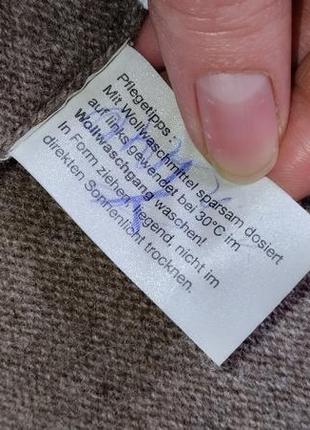 Pflegetipps :
Mit Wollwaschmittel sparsam dosiert
auf links gewendet bei 30°C im
Wollwaschgang waschen!
In Form ziehen, liegend, nicht im
direkten Sonnenlicht trocknen.